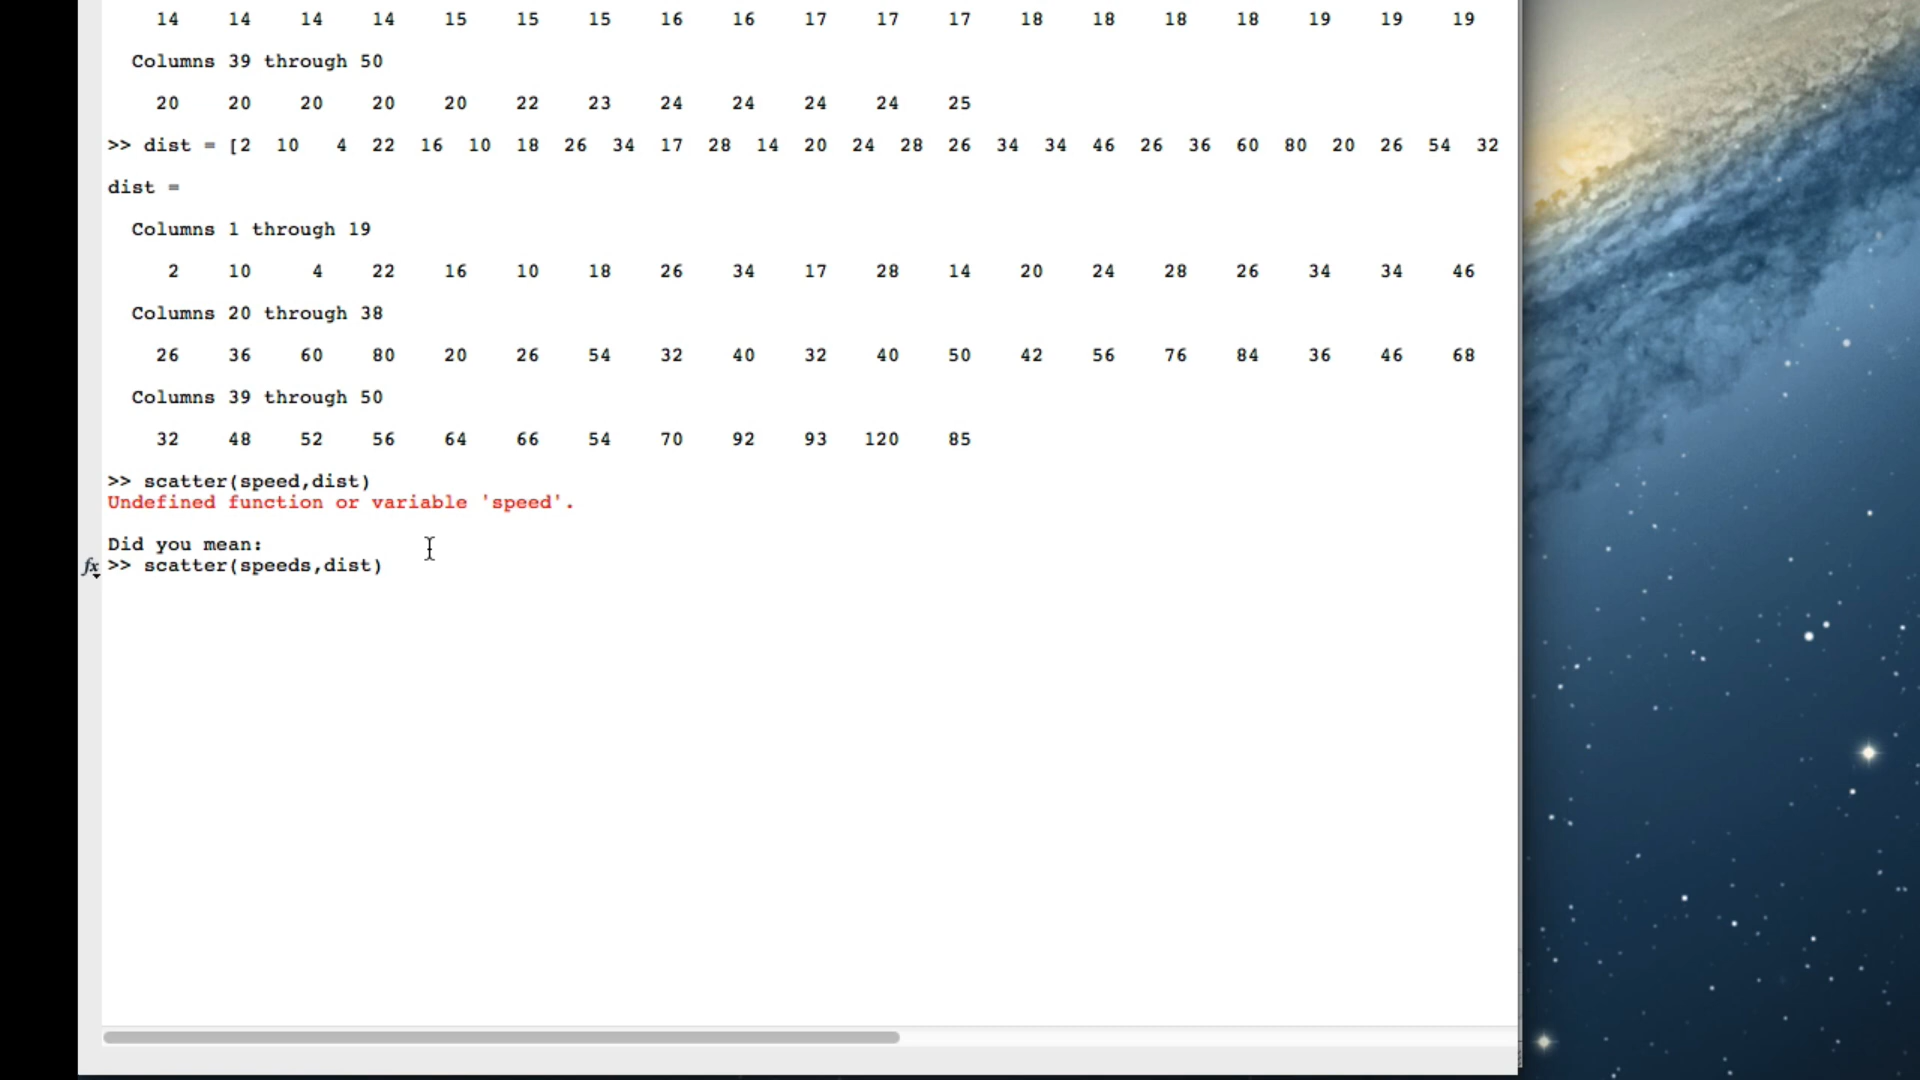 14 14 14 14 15 15 15 16 16 17 17 17 18 18 18 18 19 19 19
Columns 39 through 50
20 20 20 20 20 22 23 24 24 24 24 25
>> dist = [2 10 4 22 16 10 18 26 34 17 28 14 20 24 28 26 34 34 46 26 36 60 80 20 26 54 32
dist =
Columns 1 through 19
2 10 4 22 16 10 18 26 34 17 28 14 20 24 28 26 34 34 46
Columns 20 through 38
26 36 60 80 20 26 54 32 40 32 40 50 42 56 76 84 36 46 68
Columns 39 through 50
32 48 52 56 64 66 54 70 92 93 120 85
>> scatter(speed,dist)
Undefined function or variable 'speed'.
Did you mean:
fx >> scatter(speeds,dist)